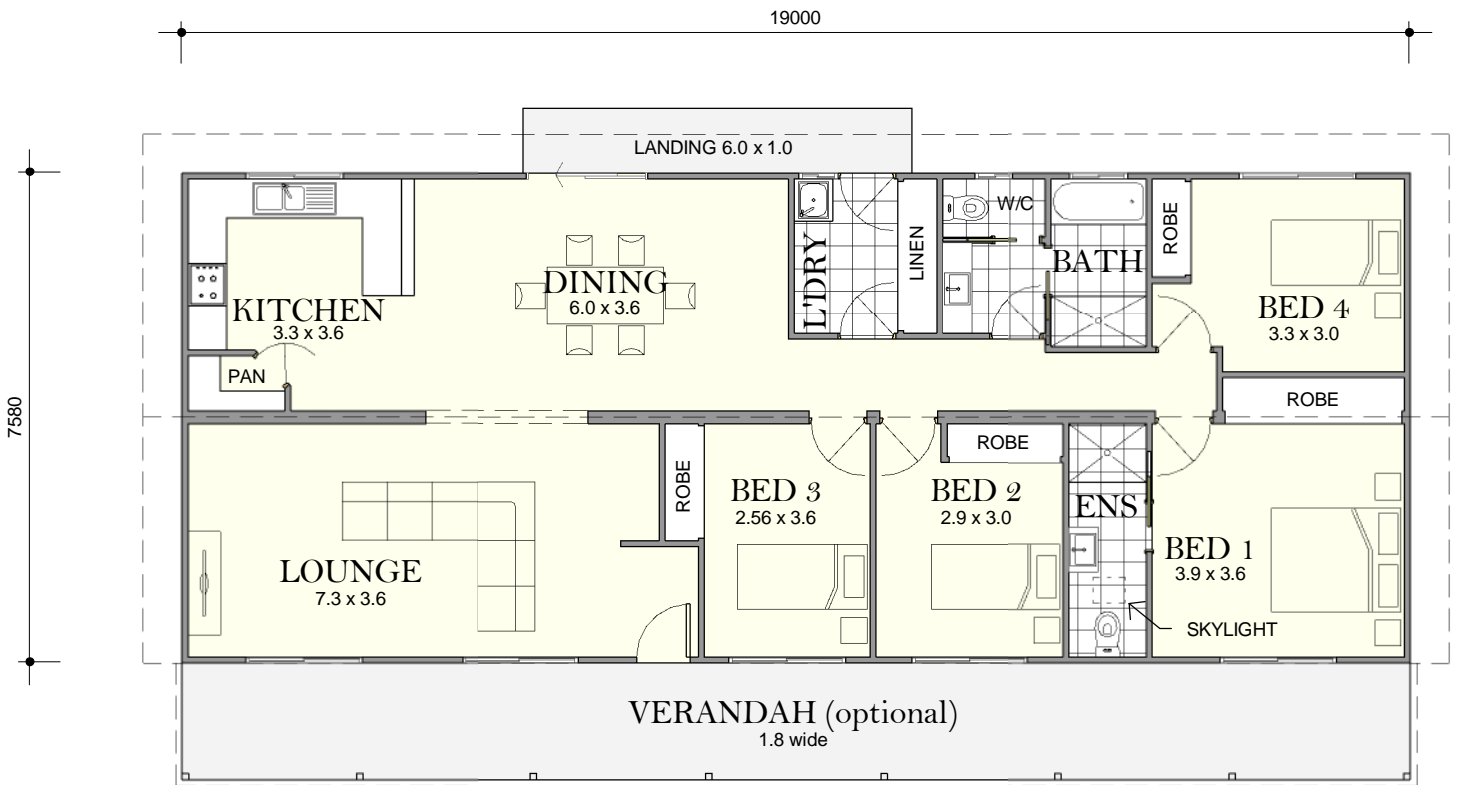 19000
LANDING 6.0 x 1.0
7580
KITCHEN
3.3 x 3.6
PAN
DINING
6.0 x 3.6
L'DRY
LINEN
W/C
BATH
ROBE
BED 4
3.3 x 3.0
ROBE
LOUNGE
7.3 x 3.6
ROBE
BED 3
2.56 x 3.6
ROBE
BED 2
2.9 x 3.0
ENS
BED 1
3.9 x 3.6
SKYLIGHT
VERANDAH (optional)
1.8 wide